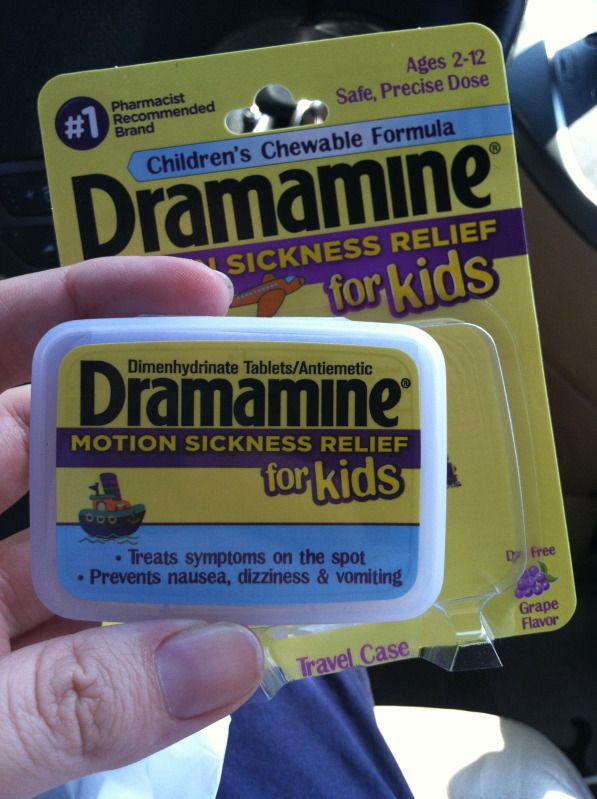 Ages 2-12
Safe, Precise Dose
#1
Pharmacist
Recommended
Brand
Children's Chewable Formula
Dramamine®
SICKNESS RELIEF
for kids
Dimenhydrinate Tablets/Antiemetic
Dramamine®
MOTION SICKNESS RELIEF
for kids
• Treats symptoms on the spot
• Prevents nausea, dizziness & vomiting
Free
Grape
Flavor
Travel Case